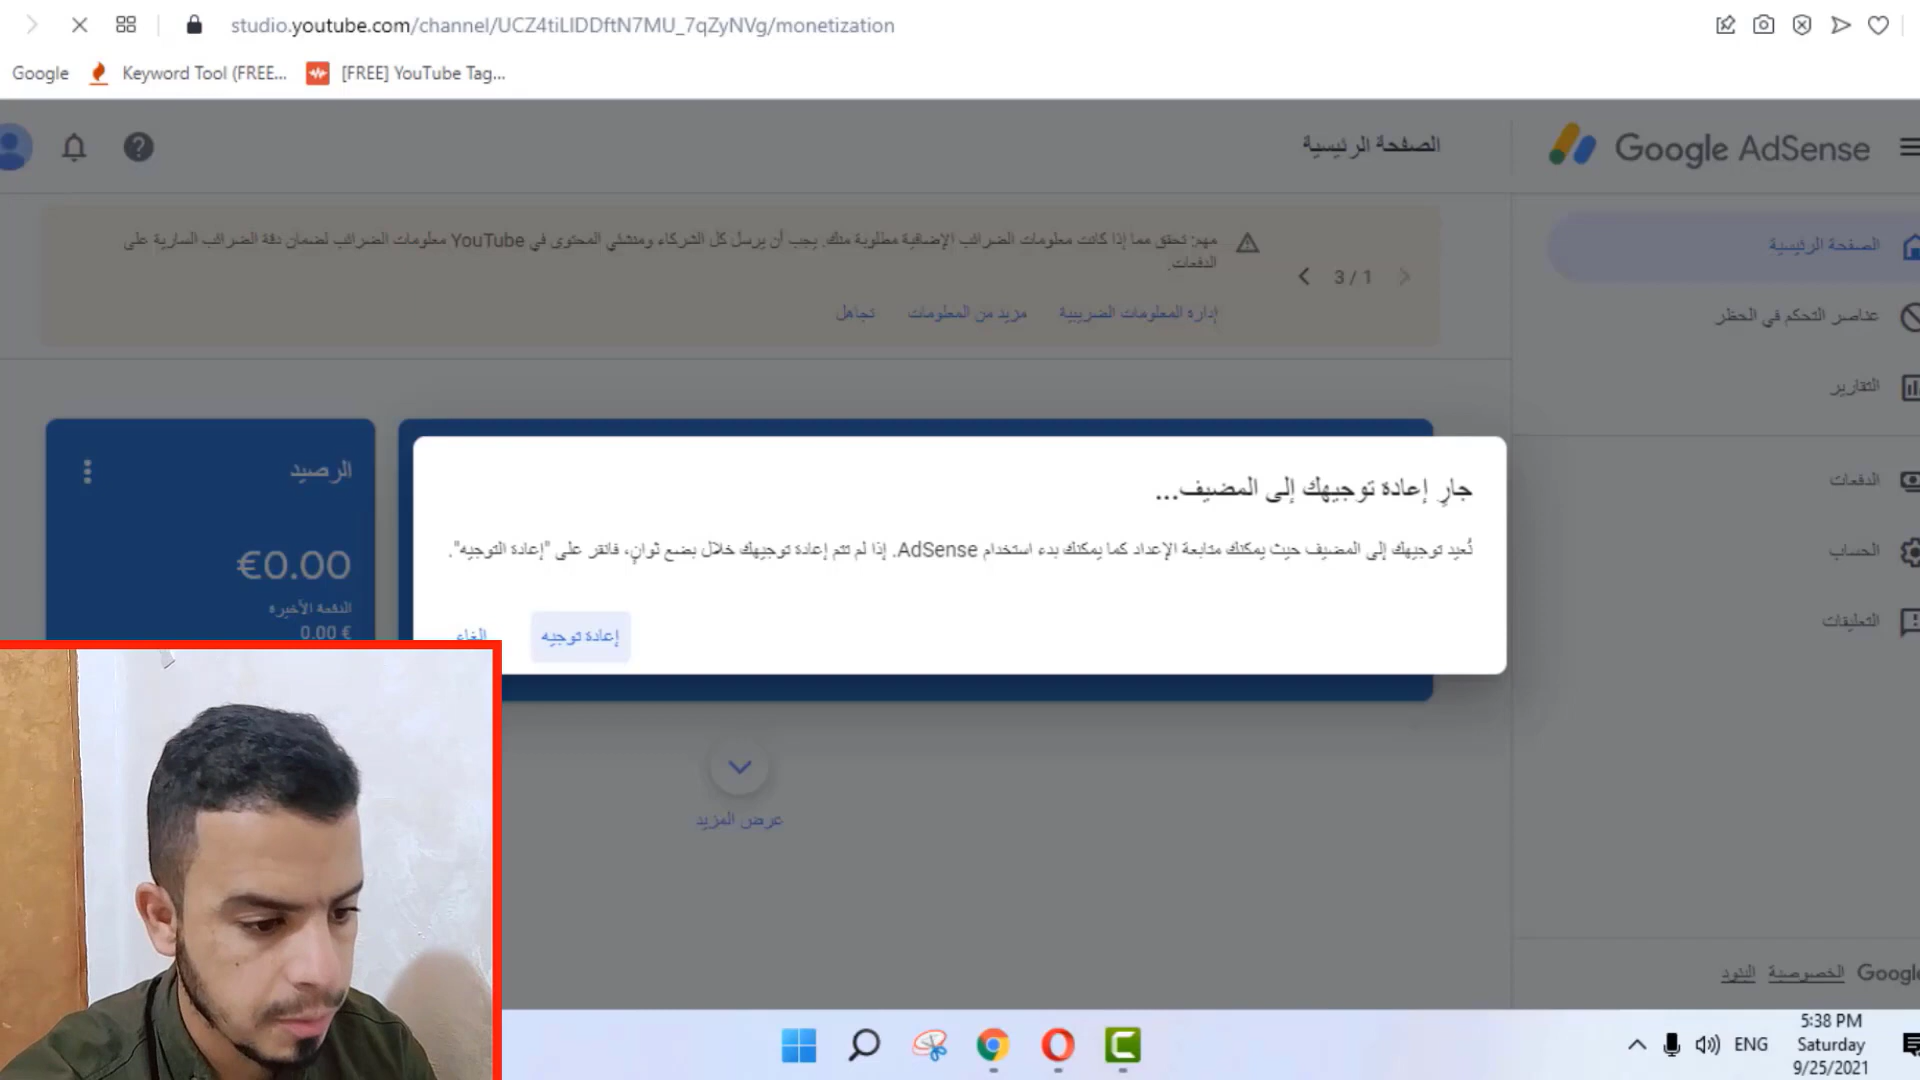 studio.youtube.com/channel/UCZ4tiLIDDftN7MU_7qZyNVg/monetization
Google
Keyword Tool (FREE...
[FREE] YouTube Tag...
Google AdSense
الصفحة الرئيسية
مهم: تحقق مما إذا كانت معلومات الضرائب الإضافية مطلوبة منك. يجب أن يرسل كل الشركاء ومنشئي المحتوى في YouTube معلومات الضرائب لضمان دقة الضرائب السارية على
الدفعات.
3 / 1
إدارة المعلومات الضريبية
مزيد من المعلومات
تجاهل
الصفحة الرئيسية
عناصر التحكم في الحظر
التقارير
الدفعات
الحساب
التعليقات
الرصيد
€0.00
الدفعة الأخيرة
0.00 €
جارٍ إعادة توجيهك إلى المضيف...
نُعيد توجيهك إلى المضيف حيث يمكنك متابعة الإعداد كما يمكنك بدء استخدام AdSense. إذا لم تتم إعادة توجيهك خلال بضع ثوانٍ، فانقر على "إعادة التوجيه".
إعادة توجيه
إلغاء
عرض المزيد
Google
الخصوصية
البنود
ENG
5:38 PM
Saturday
9/25/2021